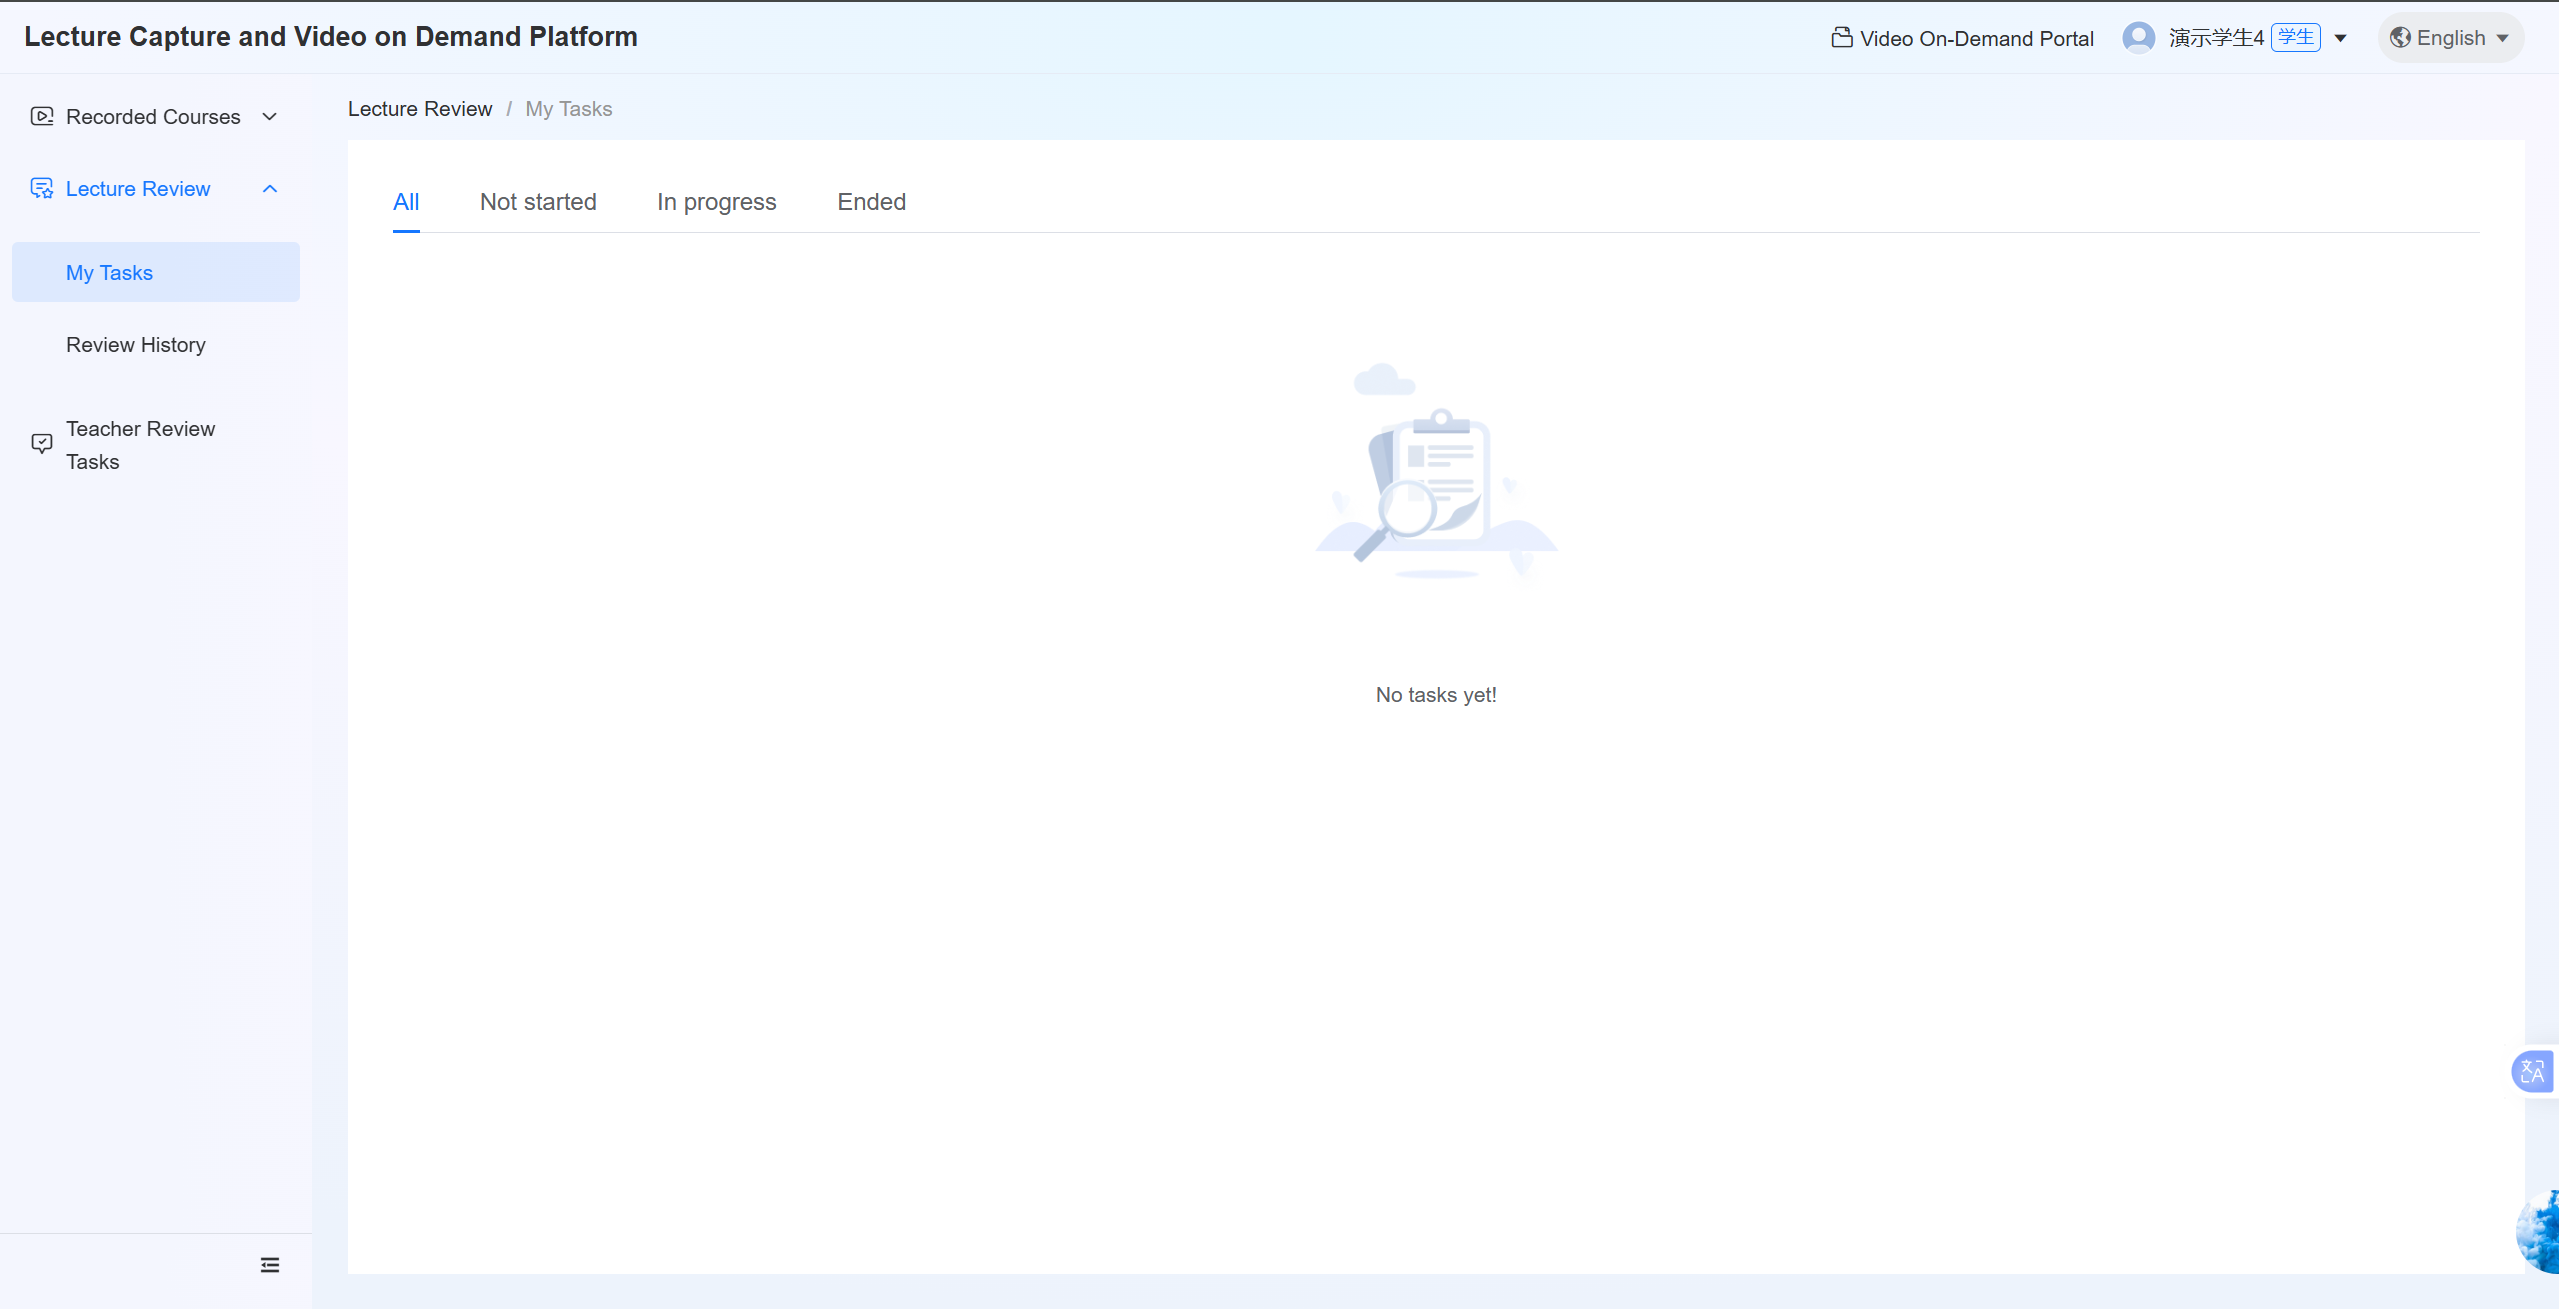 Lecture Capture and Video on Demand Platform
Video On-Demand Portal
演示学生4
学生
English
Recorded Courses
Lecture Review
My Tasks
Review History
Teacher Review
Tasks
Lecture Review / My Tasks
All
Not started
In progress
Ended
No tasks yet!